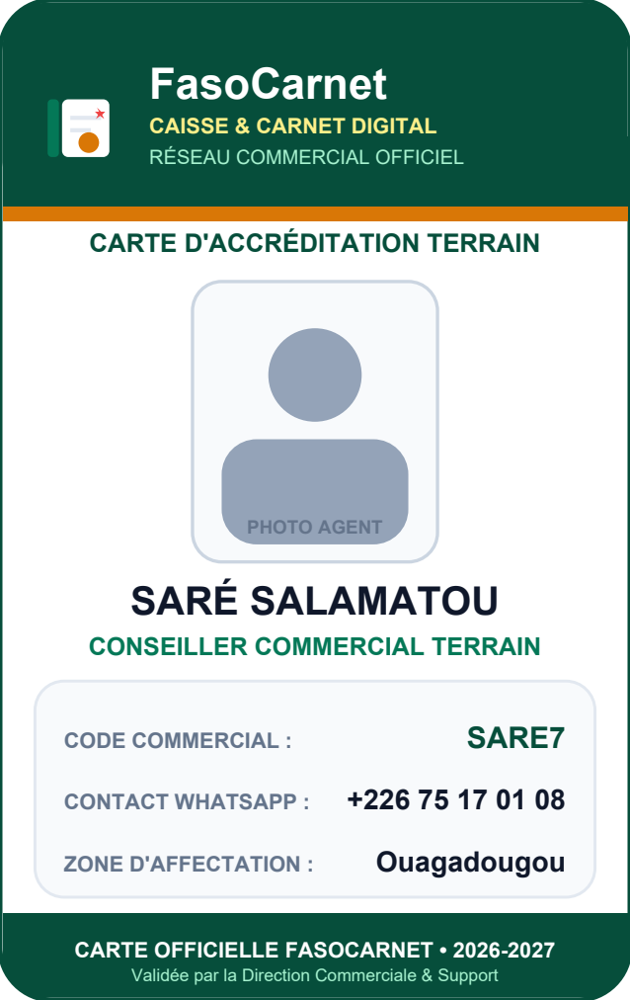 FasoCarnet
CAISSE & CARNET DIGITAL
RÉSEAU COMMERCIAL OFFICIEL
CARTE D'ACCRÉDITATION TERRAIN
PHOTO AGENT
SARÉ SALAMATOU
CONSEILLER COMMERCIAL TERRAIN
CODE COMMERCIAL : SARE7
CONTACT WHATSAPP : +226 75 17 01 08
ZONE D'AFFECTATION : Ouagadougou
CARTE OFFICIELLE FASOCARNET • 2026-2027
Validée par la Direction Commerciale & Support